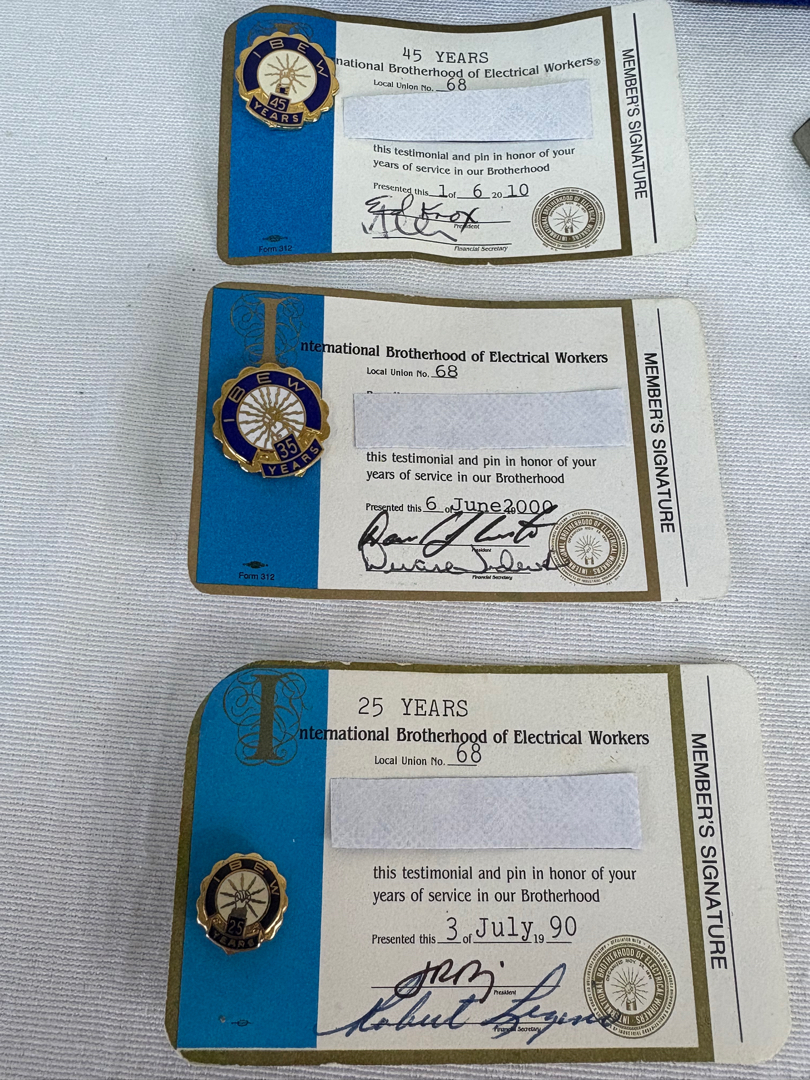 45 YEARS
International Brotherhood of Electrical Workers®
Local Union No. 68
this testimonial and pin in honor of your
years of service in our Brotherhood
Presented this 1 of 6 20 10
President
Financial Secretary
Form 312
IBEW
45
YEARS
MEMBER'S SIGNATURE
International Brotherhood of Electrical Workers
Local Union No. 68
this testimonial and pin in honor of your
years of service in our Brotherhood
Presented this 6 of June 2000
President
Financial Secretary
Form 312
IBEW
35
YEARS
MEMBER'S SIGNATURE
25 YEARS
International Brotherhood of Electrical Workers
Local Union No. 68
this testimonial and pin in honor of your
years of service in our Brotherhood
Presented this 3 of July 19 90
President
Robert
Financial Secretary
IBEW
25
YEARS
MEMBER'S SIGNATURE